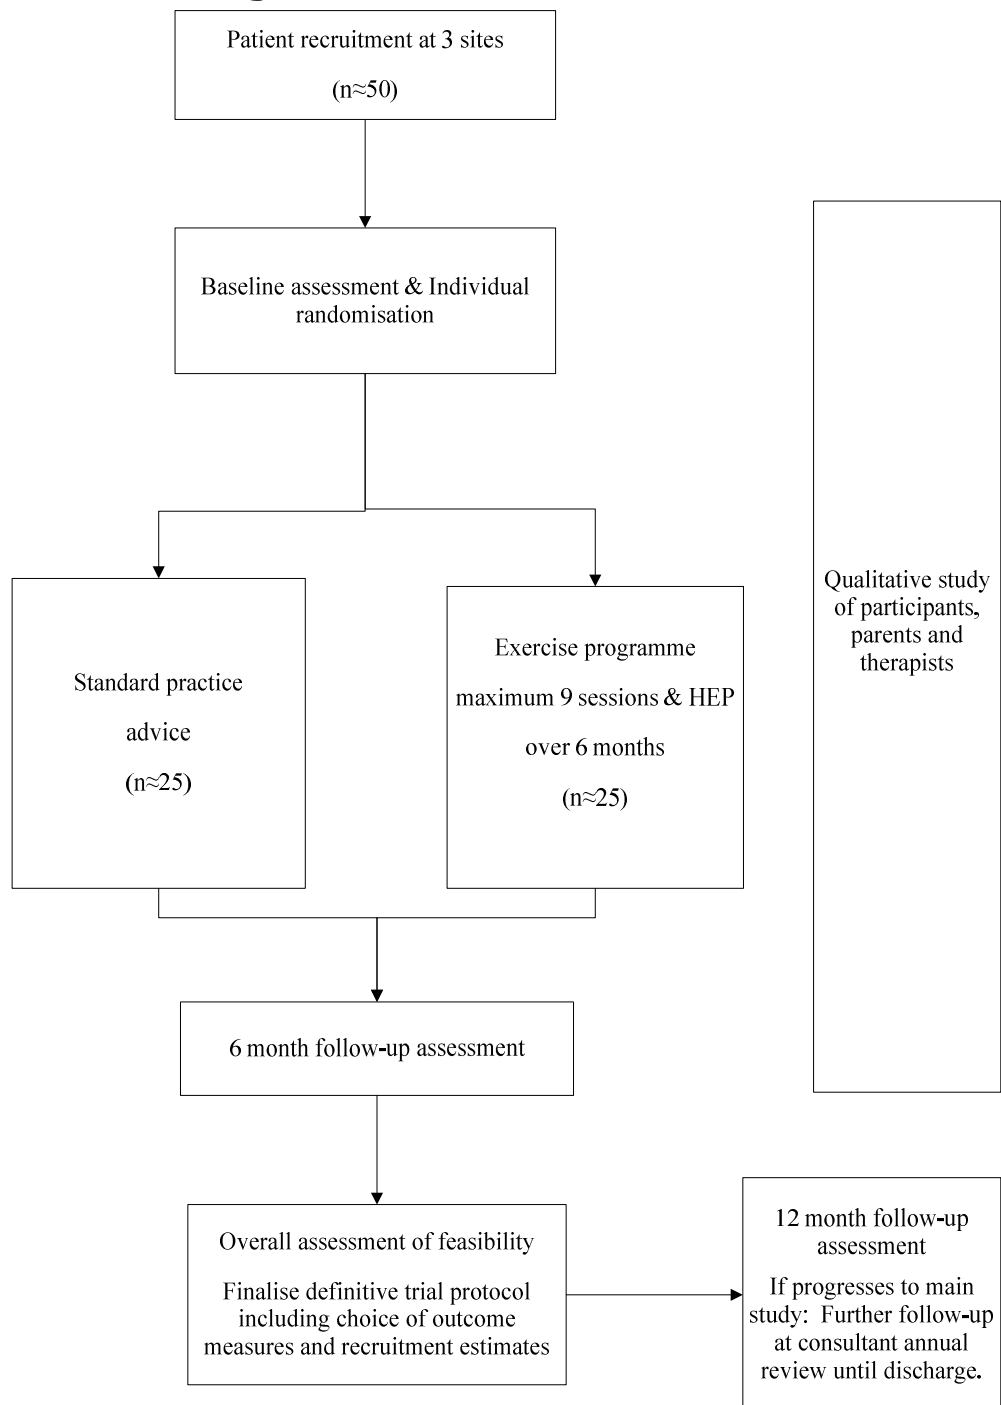 Patient recruitment at 3 sites
(n≈50)
Baseline assessment & Individual
randomisation
Standard practice
advice
(n≈25)
Exercise programme
maximum 9 sessions & HEP
over 6 months
(n≈25)
Qualitative study
of participants,
parents and
therapists
6 month follow-up assessment
Overall assessment of feasibility
Finalise definitive trial protocol
including choice of outcome
measures and recruitment estimates
12 month follow-up
assessment
If progresses to main
study: Further follow-up
at consultant annual
review until discharge.